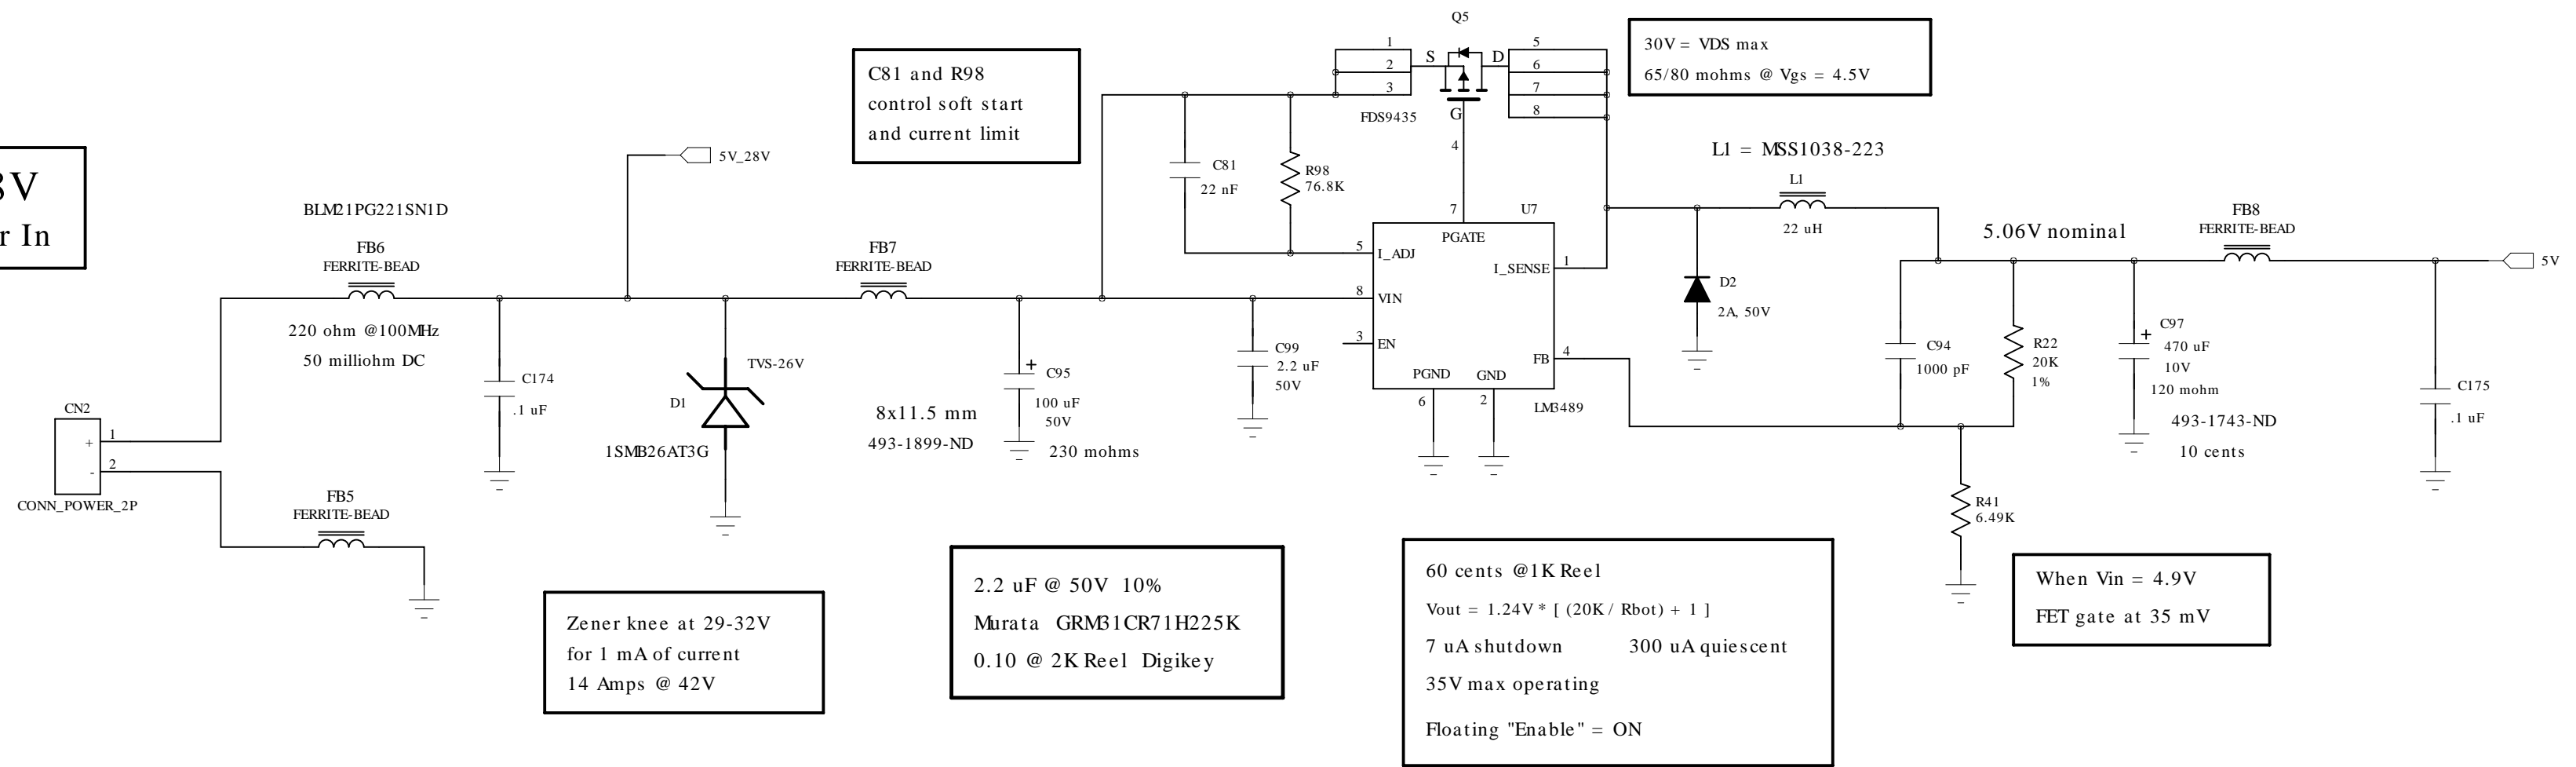 8V
r In
BLM21PG221SN1D
FB6
FERRITE-BEAD
220 ohm @100MHz
50 milliohm DC
CN2
+ 1
- 2
CONN_POWER_2P
FB5
FERRITE-BEAD
C174
.1 uF
5V_28V
TVS-26V
D1
1SMB26AT3G
Zener knee at 29-32V
for 1 mA of current
14 Amps @ 42V
C81 and R98
control soft start
and current limit
FB7
FERRITE-BEAD
8x11.5 mm
493-1899-ND
C95
+
100 uF
50V
230 mohms
2.2 uF @ 50V 10%
Murata GRM31CR71H225K
0.10 @ 2K Reel Digikey
C81
22 nF
R98
76.8K
C99
2.2 uF
50V
Q5
1
2
3
S
D
G
4
5
6
7
8
FDS9435
30V = VDS max
65/80 mohms @ Vgs = 4.5V
7
U7
PGATE
5 I_ADJ
I_SENSE 1
8 VIN
3 EN
FB 4
PGND
GND
6
2
LM3489
60 cents @1K Reel
Vout = 1.24V * [ (20K / Rbot) + 1 ]
7 uA shutdown 300 uA quiescent
35V max operating
Floating "Enable" = ON
L1 = MSS1038-223
L1
22 uH
D2
2A, 50V
5.06V nominal
C94
1000 pF
R22
20K
1%
C97
+
470 uF
10V
120 mohm
493-1743-ND
10 cents
FB8
FERRITE-BEAD
5V
C175
.1 uF
R41
6.49K
When Vin = 4.9V
FET gate at 35 mV